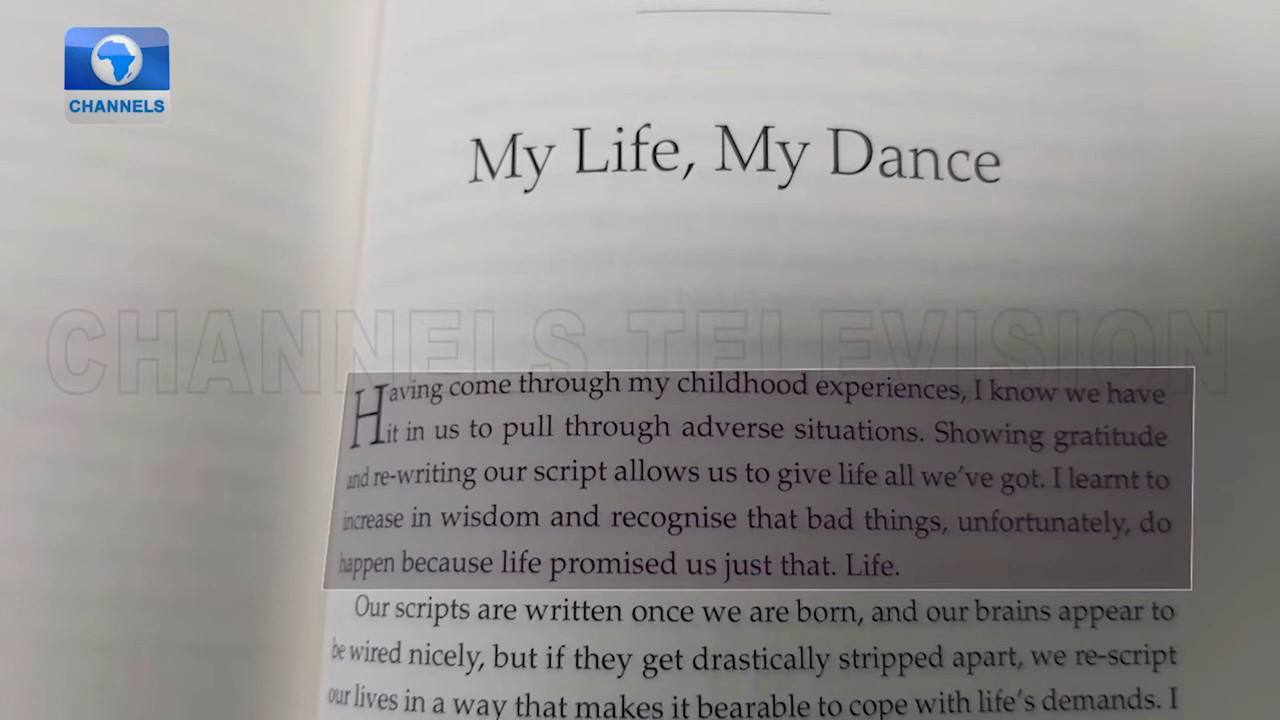 CHANNELS
My Life, My Dance
CHANNELS TELEVISION
Having come through my childhood experiences, I know we have
it in us to pull through adverse situations. Showing gratitude
and re-writing our script allows us to give life all we've got. I learnt to
increase in wisdom and recognise that bad things, unfortunately, do
happen because life promised us just that. Life.
Our scripts are written once we are born, and our brains appear to
be wired nicely, but if they get drastically stripped apart, we re-script
our lives in a way that makes it bearable to cope with life's demands. I